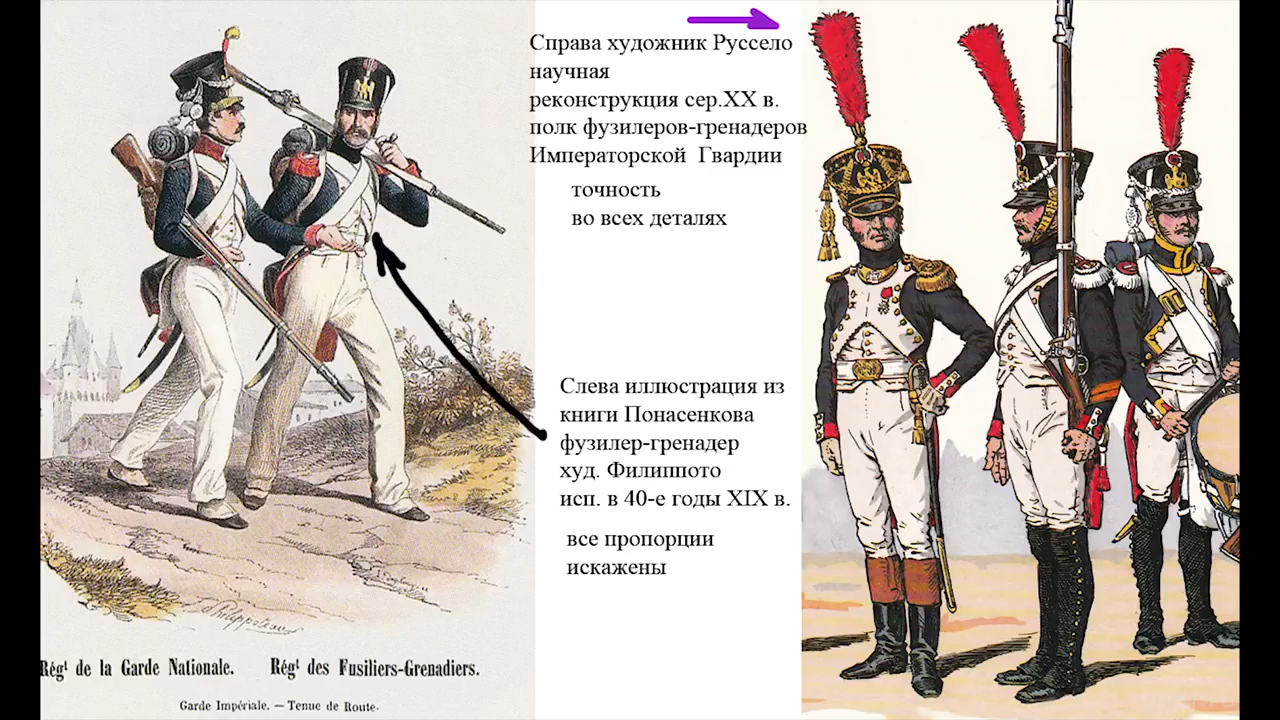 Справа художник Руссело
научная
реконструкция сер.XX в.
полк фузилеров-гренадеров
Императорской Гвардии
точность
во всех деталях
Слева иллюстрация из
книги Понасенкова
фузилер-гренадер
худ. Филиппото
исп. в 40-е годы XIX в.
все пропорции
искажены
Philippoteaux
Régt de la Garde Nationale. Régt des Fusiliers-Grenadiers.
Garde Impériale. — Tenue de Route.